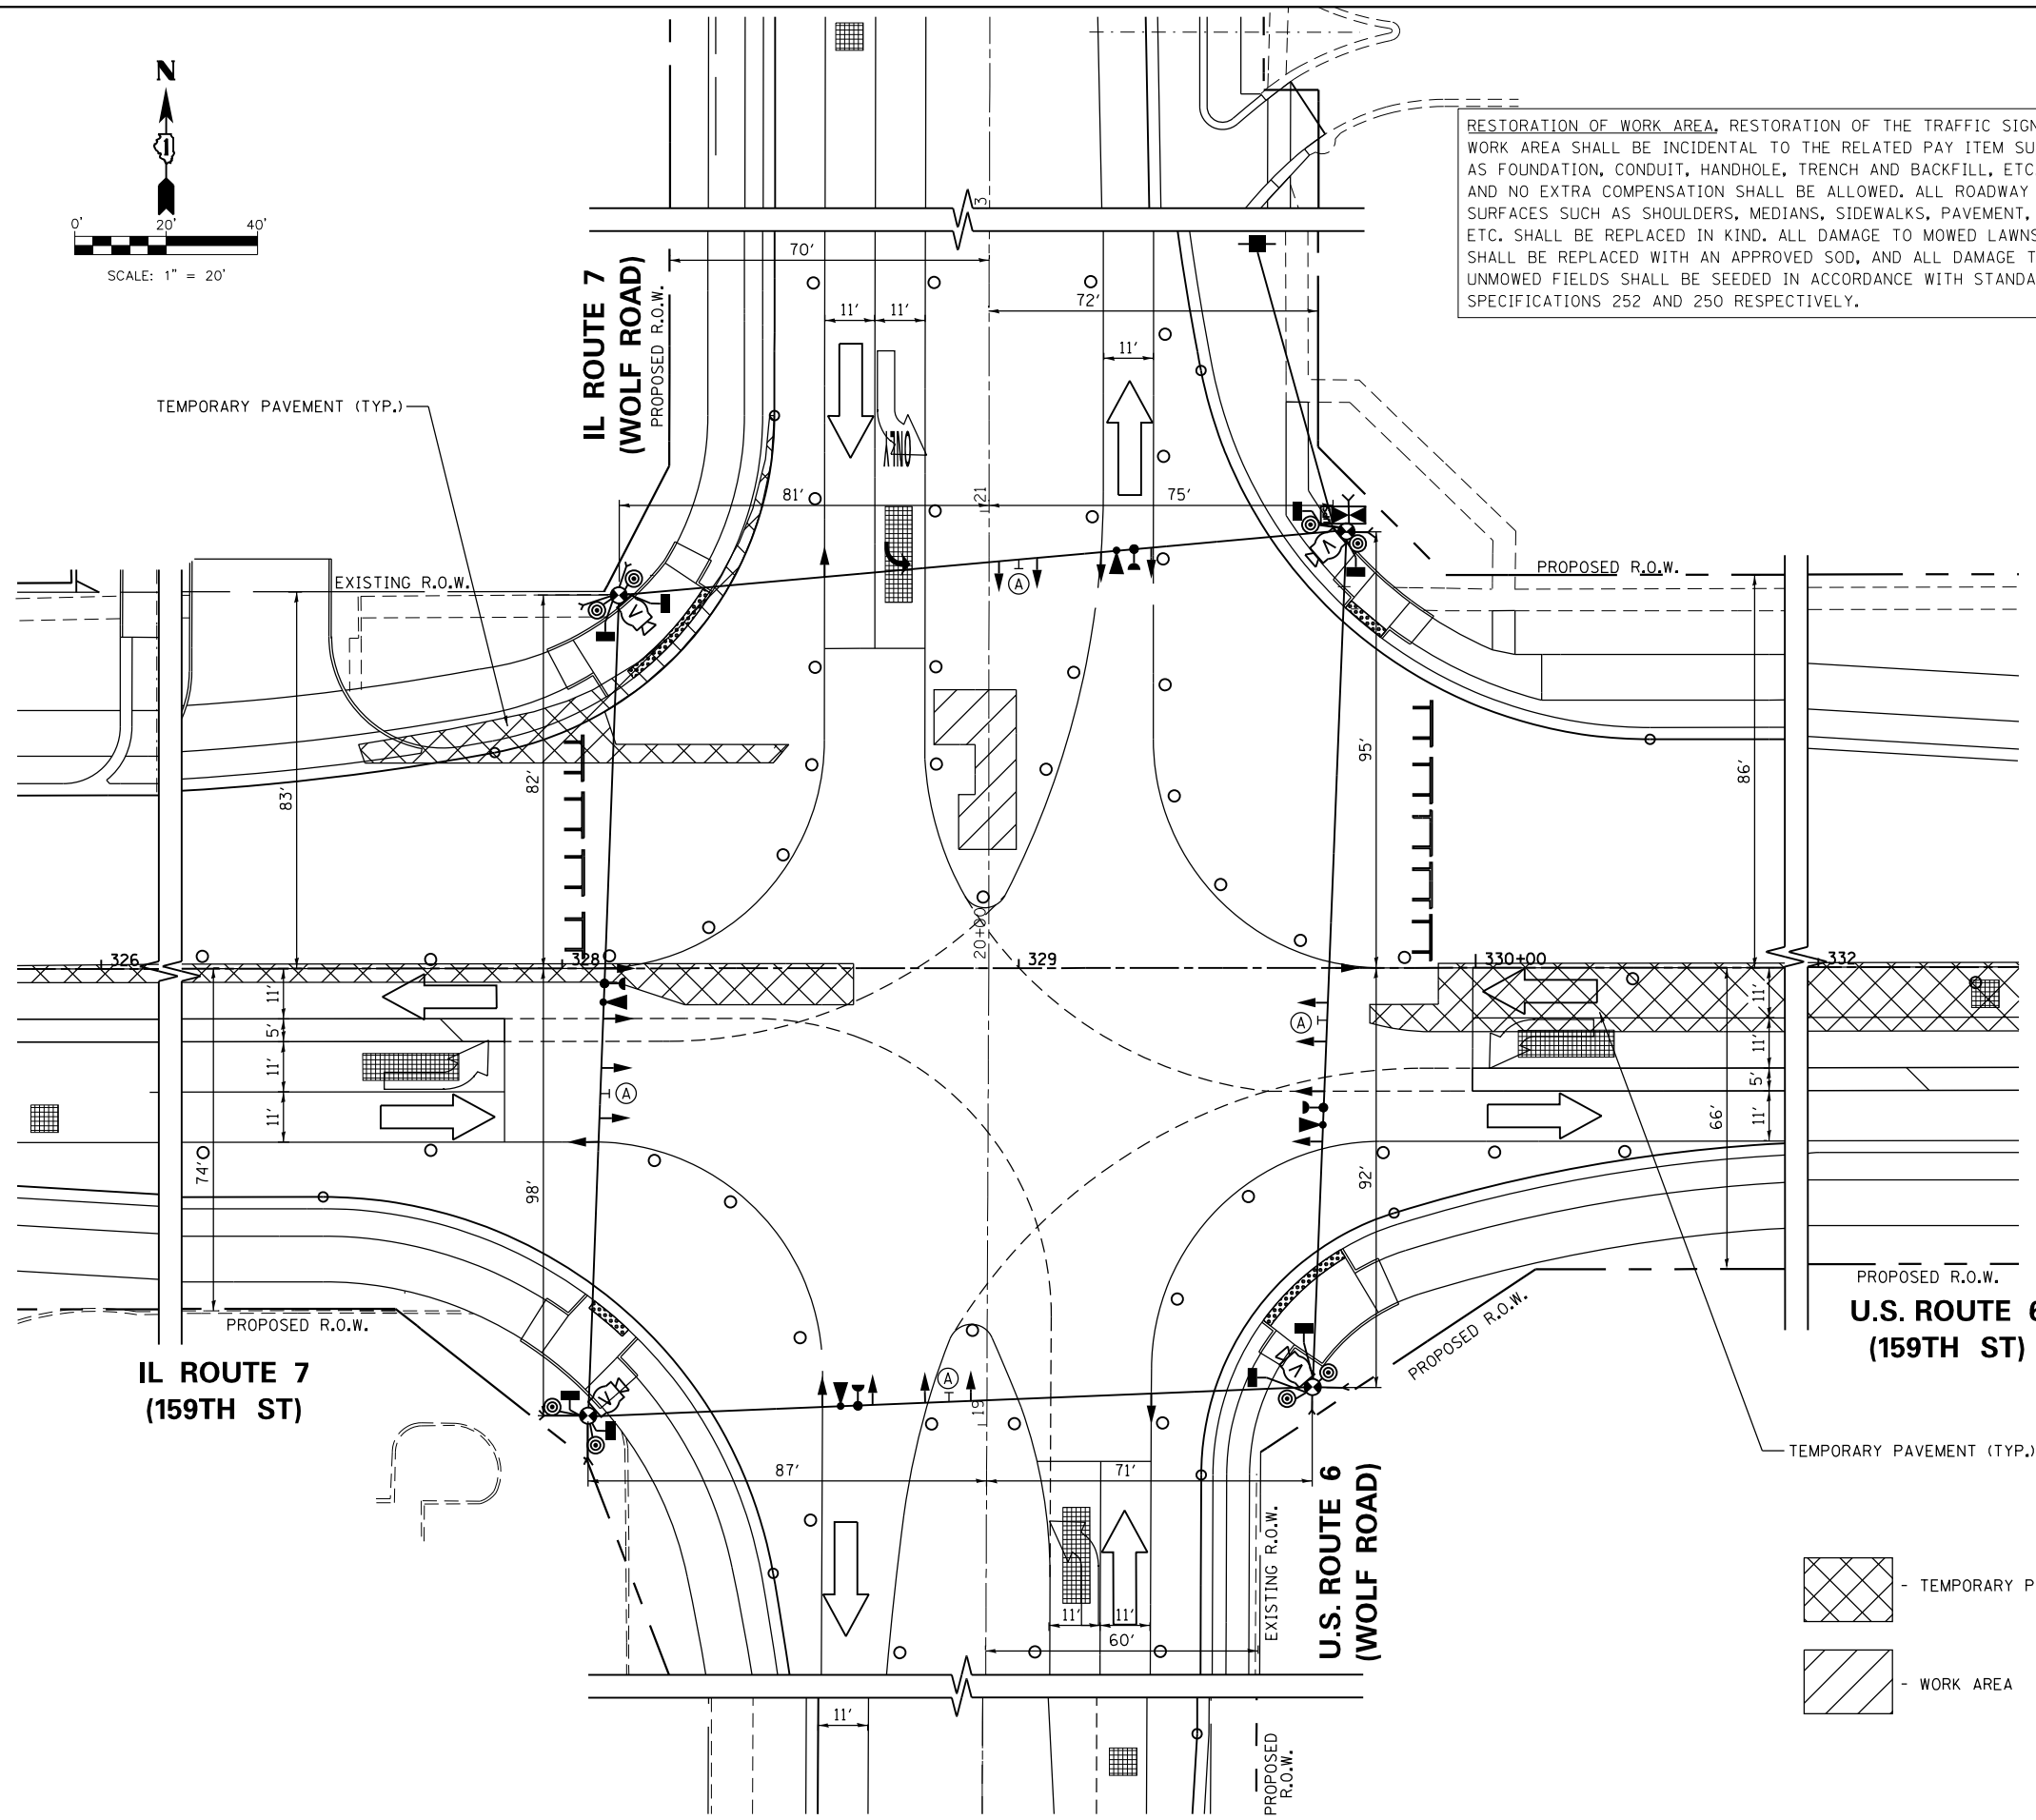 N
1
0'
20'
40'
SCALE: 1" = 20'
RESTORATION OF WORK AREA. RESTORATION OF THE TRAFFIC
WORK AREA SHALL BE INCIDENTAL TO THE RELATED PAY ITEM
AS FOUNDATION, CONDUIT, HANDHOLE, TRENCH AND BACKFILL, ETC
AND NO EXTRA COMPENSATION SHALL BE ALLOWED. ALL ROADWAY
SURFACES SUCH AS SHOULDERS, MEDIANS, SIDEWALKS, PAVEMENT,
ETC. SHALL BE REPLACED IN KIND. ALL DAMAGE TO MOWED LAWNS
SHALL BE REPLACED WITH AN APPROVED SOD, AND ALL DAMAGE
UNMOWED FIELDS SHALL BE SEEDED IN ACCORDANCE WITH
SPECIFICATIONS 252 AND 250 RESPECTIVELY.
IL ROUTE 7
(WOLF ROAD)
PROPOSED R.O.W.
70'
72'
11'
11'
11'
TEMPORARY PAVEMENT (TYP.)
ONLY
81'
21
75'
A
V
V
EXISTING R.O.W.
PROPOSED R.O.W.
83'
82'
95'
86'
20+00
326
328
329
330+00
332
11'
5'
11'
11'
A
A
11'
11'
5'
11'
74'
98'
92'
66'
PROPOSED R.O.W.
IL ROUTE 7
(159TH ST)
V
V
A
19
PROPOSED R.O.W.
PROPOSED R.O.W.
U.S. ROUTE 6
(159TH ST)
87'
71'
TEMPORARY PAVEMENT (TYP.)
EXISTING R.O.W.
U.S. ROUTE 6
(WOLF ROAD)
11'
11'
60'
11'
PROPOSED
R.O.W.
- TEMPORARY
- WORK AREA